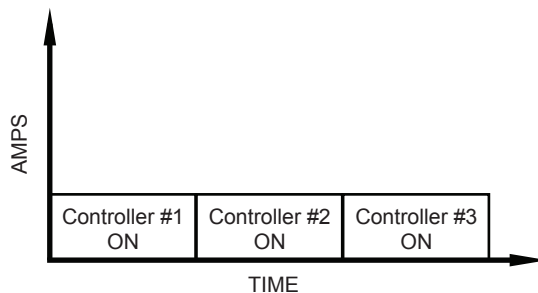 AMPS
Controller #1
ON
Controller #2
ON
Controller #3
ON
TIME